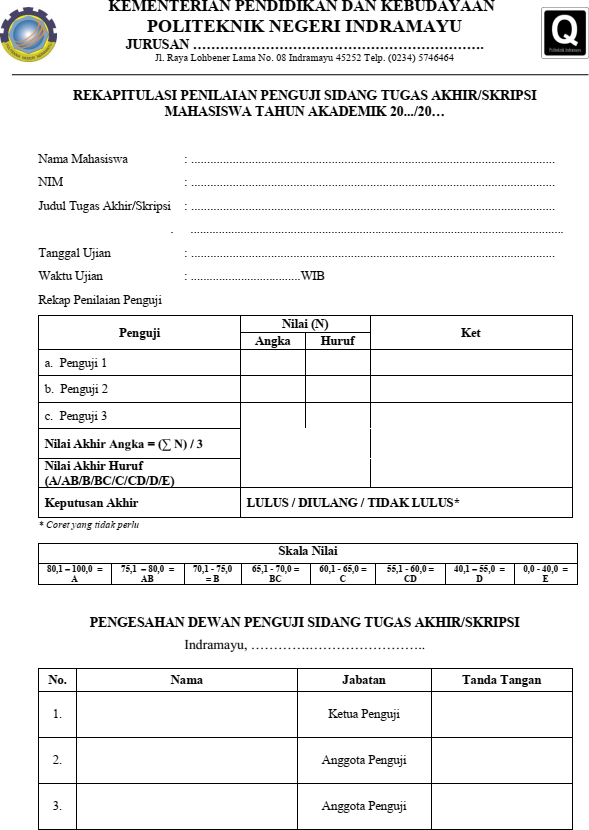 KEMENTERIAN PENDIDIKAN DAN KEBUDAYAAN
POLITEKNIK NEGERI INDRAMAYU
JURUSAN ……………………………………………………….
Jl. Raya Lohbener Lama No. 08 Indramayu 45252 Telp. (0234) 5746464
Q
Politeknik Indramayu
REKAPITULASI PENILAIAN PENGUJI SIDANG TUGAS AKHIR/SKRIPSI
MAHASISWA TAHUN AKADEMIK 20.../20…
Nama Mahasiswa : ....................................................................................................................
NIM : ....................................................................................................................
Judul Tugas Akhir/Skripsi : ....................................................................................................................
. .......................................................................................................................
Tanggal Ujian : ....................................................................................................................
Waktu Ujian : ...................................WIB
Rekap Penilaian Penguji
Penguji Nilai (N) Ket
Angka Huruf
a. Penguji 1
b. Penguji 2
c. Penguji 3
Nilai Akhir Angka = (∑ N) / 3
Nilai Akhir Huruf
(A/AB/B/BC/C/CD/D/E)
Keputusan Akhir LULUS / DIULANG / TIDAK LULUS*
* Coret yang tidak perlu
Skala Nilai
80,1 – 100,0 = A 75,1 – 80,0 = AB 70,1 - 75,0 = B 65,1 - 70,0 = BC 60,1 - 65,0 = C 55,1 - 60,0 = CD 40,1 – 55,0 = D 0,0 - 40,0 = E
PENGESAHAN DEWAN PENGUJI SIDANG TUGAS AKHIR/SKRIPSI
Indramayu, ………….……………………..
No. Nama Jabatan Tanda Tangan
1. Ketua Penguji
2. Anggota Penguji
3. Anggota Penguji